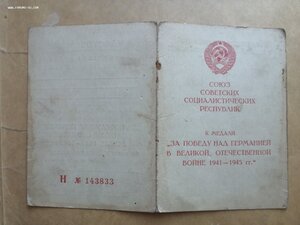 Н № 143833
СОЮЗ
СОВЕТСКИХ
СОЦИАЛИСТИЧЕСКИХ
РЕСПУБЛИК
К МЕДАЛИ
„ЗА ПОБЕДУ НАД ГЕРМАНИЕЙ
В ВЕЛИКОЙ ОТЕЧЕСТВЕННОЙ
ВОЙНЕ 1941—1945 гг."